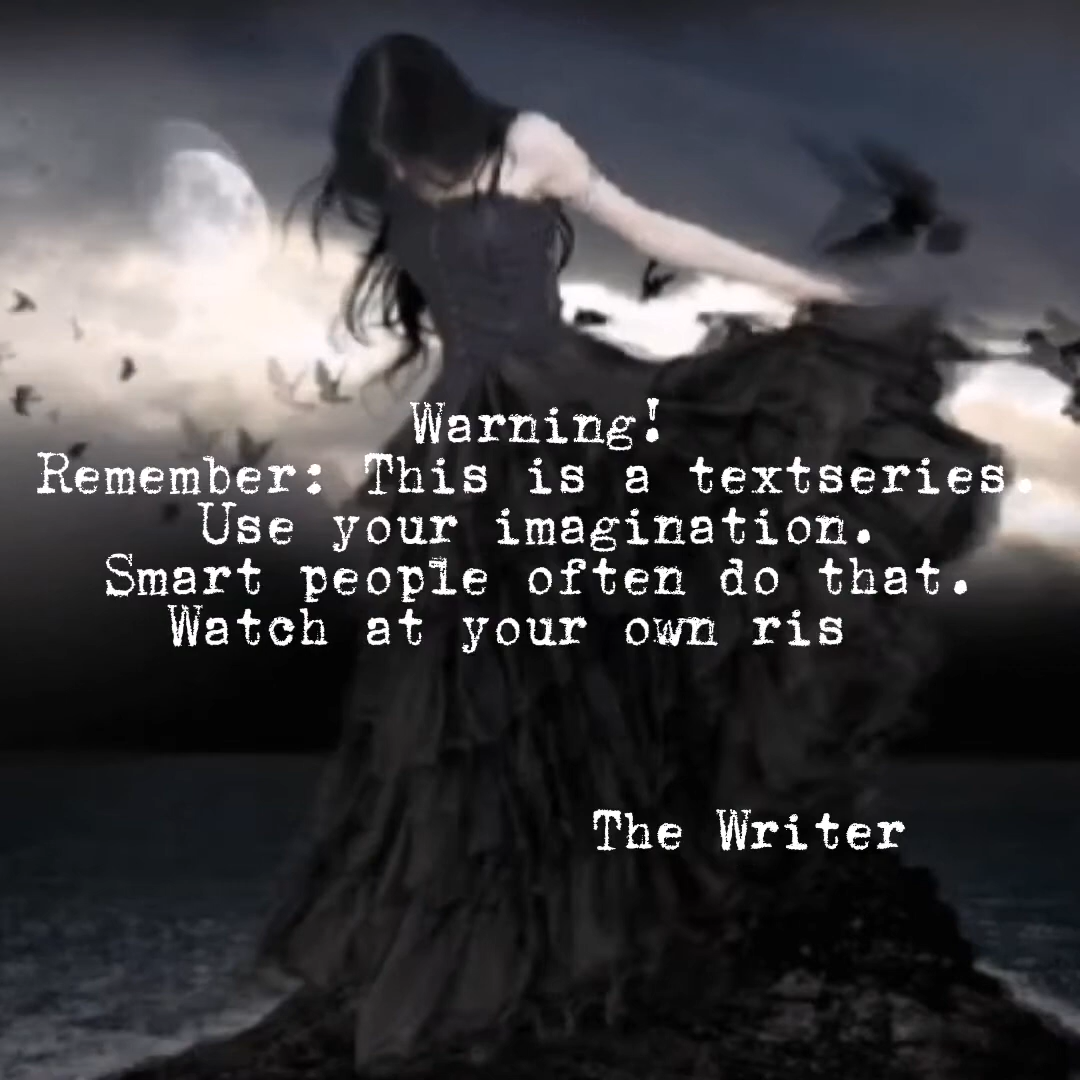 Warning!
Remember: This is a textseries.
Use your imagination.
Smart people often do that.
Watch at your own ris
The Writer